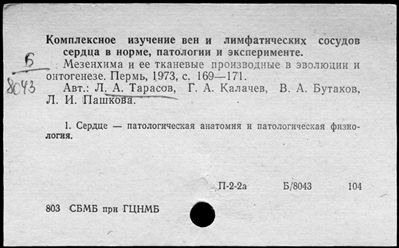 Комплексное изучение вен и лимфатических сосудов
сердца в норме, патологии и эксперименте.
Б
8043
Мезенхима и ее тканевые производные в эволюции и
онтогенезе. Пермь, 1973, с. 169—171.
Авт.: Л. А. Тарасов, Г. А. Калачев, В. А. Бутаков,
Л. И. Пашкова.
1. Сердце — патологическая анатомия и патологическая физио-
логия.
П-2-2а Б/8043 104
803 СБМБ при ГЦНМБ